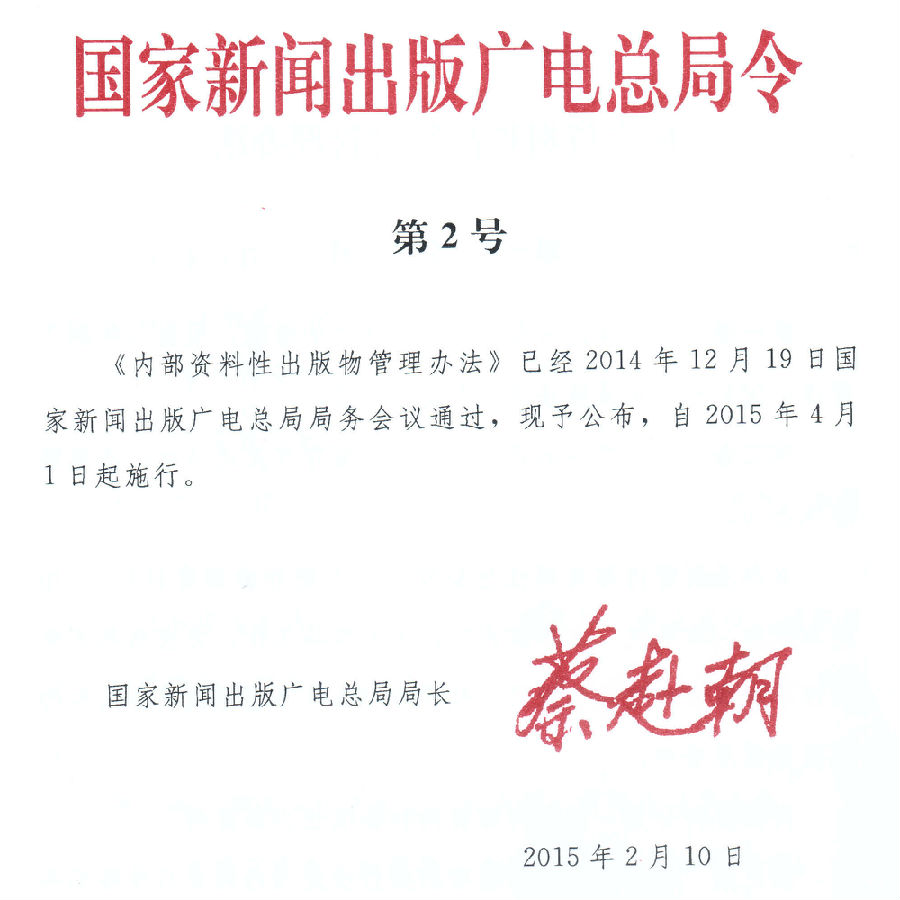 国家新闻出版广电总局令
第2号
《内部资料性出版物管理办法》已经2014年12月19日国
家新闻出版广电总局局务会议通过，现予公布，自2015年4月
1日起施行。
国家新闻出版广电总局局长
蔡赴朝
2015年2月10日